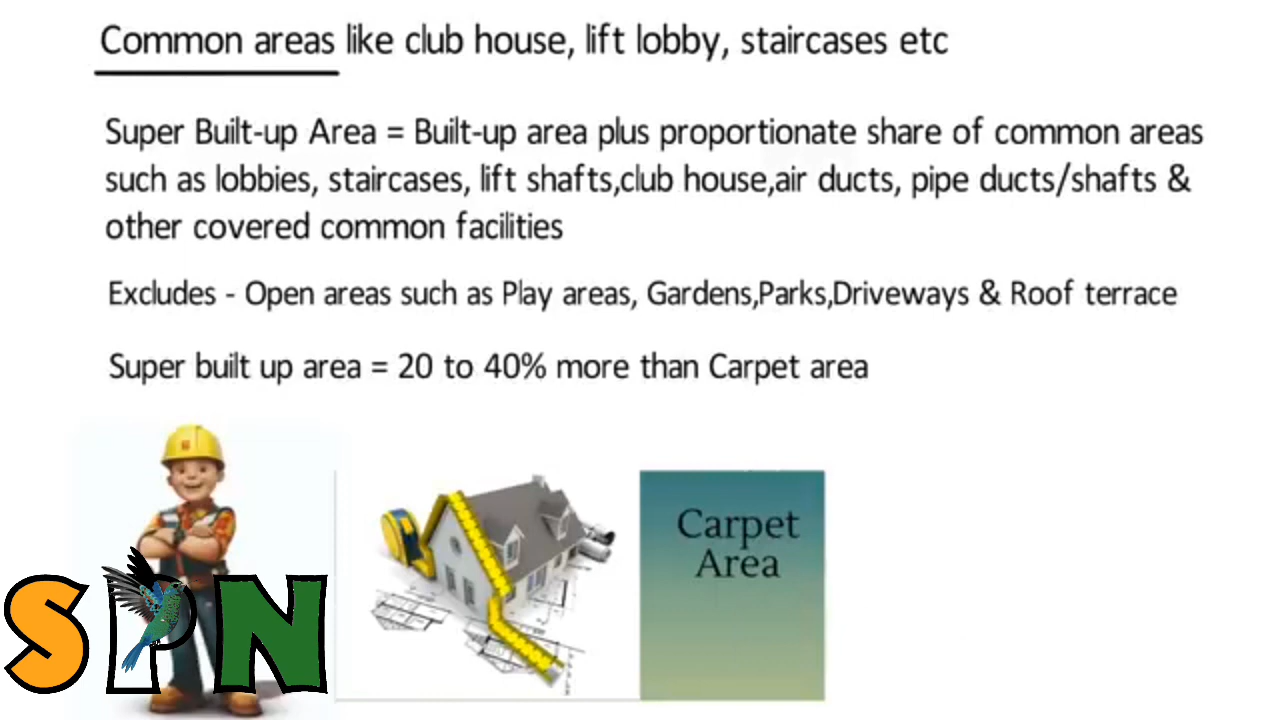 Common areas like club house, lift lobby, staircases etc
Super Built-up Area = Built-up area plus proportionate share of common areas
such as lobbies, staircases, lift shafts,club house,air ducts, pipe ducts/shafts &
other covered common facilities
Excludes - Open areas such as Play areas, Gardens,Parks,Driveways & Roof terrace
Super built up area = 20 to 40% more than Carpet area
Carpet
Area
SPN